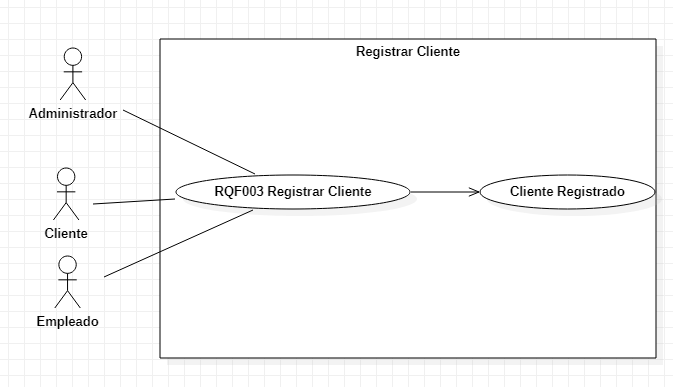 Registrar Cliente
Administrador
RQF003 Registrar Cliente
Cliente Registrado
Cliente
Empleado